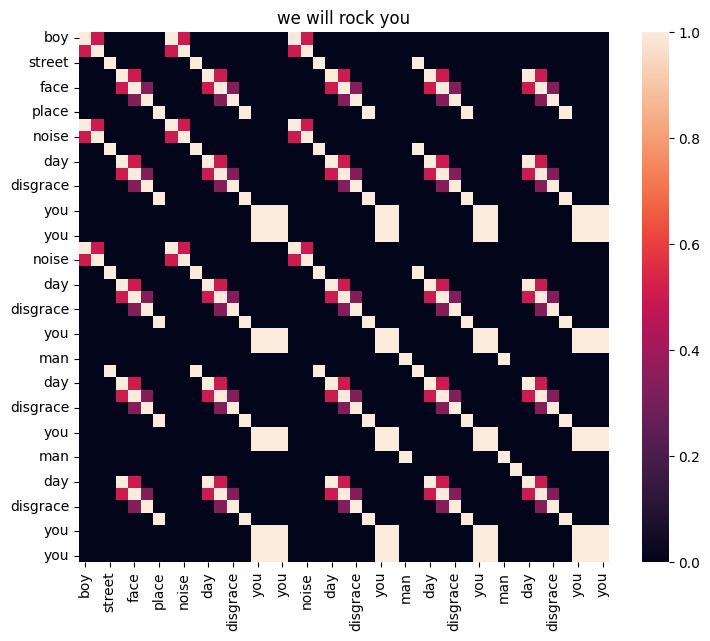 we will rock you
boy
street
face
place
noise
day
disgrace
you
you
noise
day
disgrace
you
man
day
disgrace
you
man
day
disgrace
you
you
1.0
0.8
0.6
0.4
0.2
0.0
boy
street
face
place
noise
day
disgrace
you
you
noise
day
disgrace
you
man
day
disgrace
you
man
day
disgrace
you
you